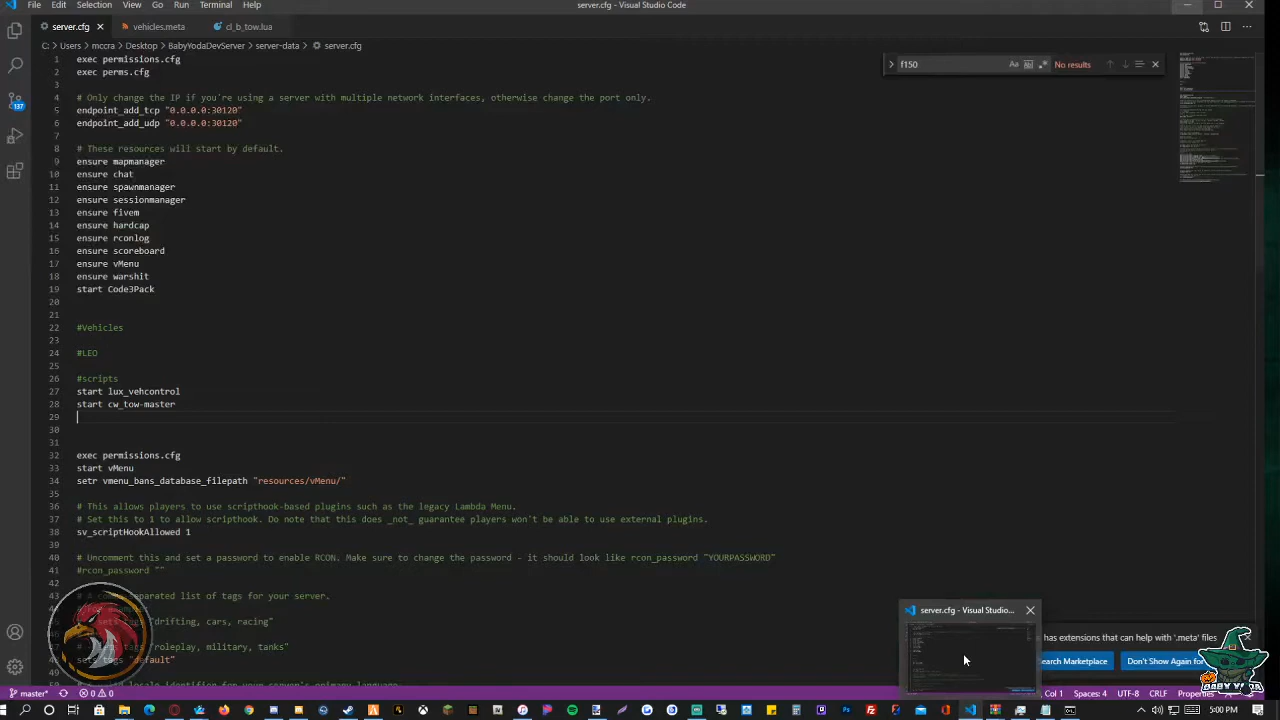 File Edit Selection View Go Run Terminal Help
server.cfg - Visual Studio Code
server.cfg vehicles.meta cl_b_tow.lua
C: > Users > mccra > Desktop > BabyYodaDevServer > server-data > server.cfg
f150
Aa
No results
137
1 exec permissions.cfg
2 exec perms.cfg
3
4 # Only change the IP if you're using a server with multiple network interfaces, otherwise change the port only.
5 endpoint_add_tcp "0.0.0.0:30120"
6 endpoint_add_udp "0.0.0.0:30120"
7
8 # These resources will start by default.
9 ensure mapmanager
10 ensure chat
11 ensure spawnmanager
12 ensure sessionmanager
13 ensure fivem
14 ensure hardcap
15 ensure rconlog
16 ensure scoreboard
17 ensure vMenu
18 ensure warshit
19 start Code3Pack
20
21
22 #Vehicles
23
24 #LEO
25
26 #scripts
27 start lux_vehcontrol
28 start cw_tow-master
29
30
31
32 exec permissions.cfg
33 start vMenu
34 setr vmenu_bans_database_filepath "resources/vMenu/"
35
36 # This allows players to use scripthook-based plugins such as the legacy Lambda Menu.
37 # Set this to 1 to allow scripthook. Do note that this does _not_ guarantee players won't be able to use external plugins.
38 sv_scriptHookAllowed 1
39
40 # Uncomment this and set a password to enable RCON. Make sure to change the password - it should look like rcon_password "YOURPASSWORD"
41 #rcon_password ""
42
43 separated list of tags for your server.
sets tags "drifting, cars, racing"
"roleplay, military, tanks"
sets tags "default"
server.cfg - Visual Studio...
has extensions that can help with '.meta' files
Search Marketplace
Don't Show Again for
master* 0 0
Col 1 Spaces: 4 UTF-8 CRLF Properties
BABY YODA
5:00 PM